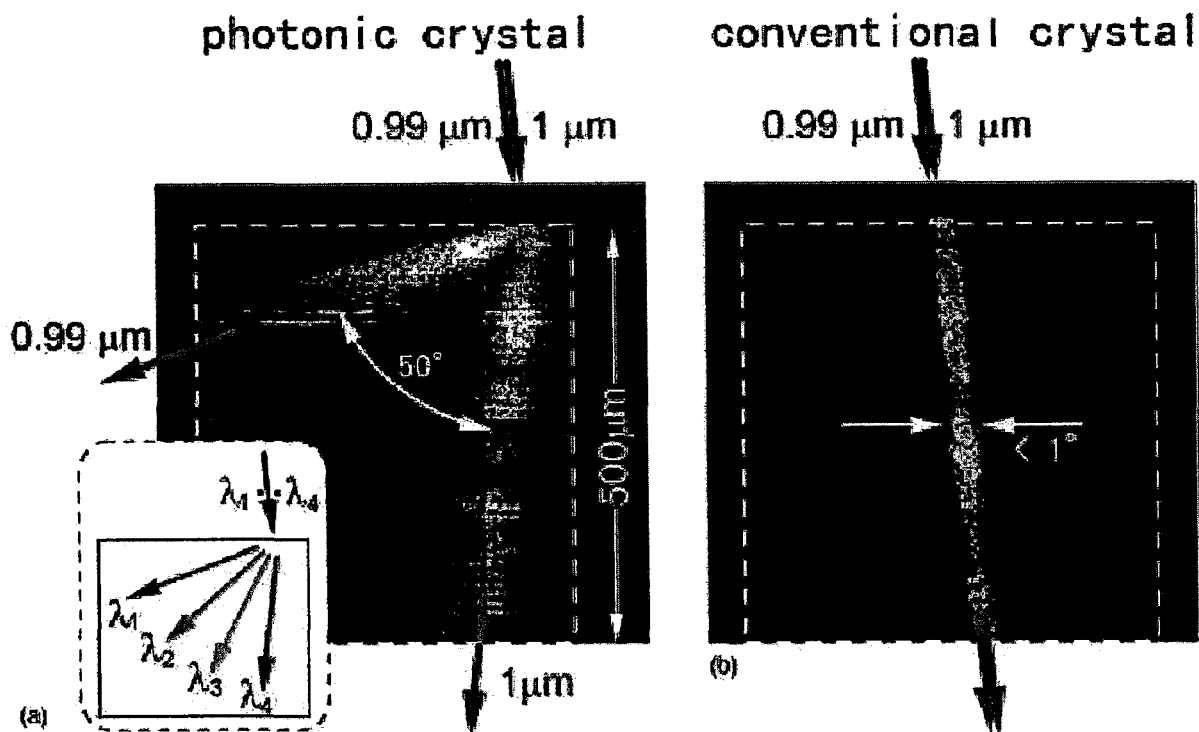 photonic crystal
conventional crystal
0.99 μm 1 μm
0.99 μm 1 μm
0.99 μm
50°
500μm
< 1°
λ1 λ4
λ1
λ2
λ3
λ4
1μm
(a)
(b)